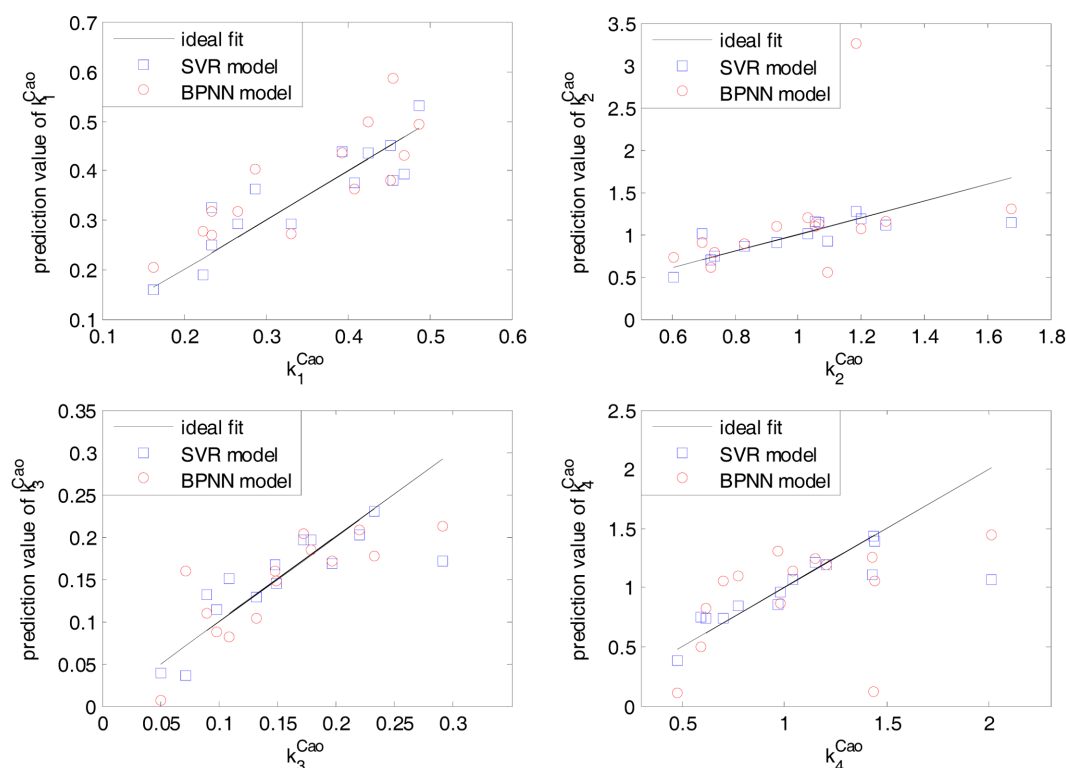 0.7
0.6
0.5
0.4
0.3
0.2
0.1
prediction value of k₁ᶜᵃᵒ
ideal fit
SVR model
BPNN model
0.1 0.2 0.3 0.4 0.5 0.6
k₁ᶜᵃᵒ
3.5
3
2.5
2
1.5
1
0.5
0
prediction value of k₂ᶜᵃᵒ
ideal fit
SVR model
BPNN model
0.6 0.8 1 1.2 1.4 1.6 1.8
k₂ᶜᵃᵒ
0.35
0.3
0.25
0.2
0.15
0.1
0.05
0
prediction value of k₃ᶜᵃᵒ
ideal fit
SVR model
BPNN model
0 0.05 0.1 0.15 0.2 0.25 0.3
k₃ᶜᵃᵒ
2.5
2
1.5
1
0.5
0
prediction value of k₄ᶜᵃᵒ
ideal fit
SVR model
BPNN model
0.5 1 1.5 2
k₄ᶜᵃᵒ